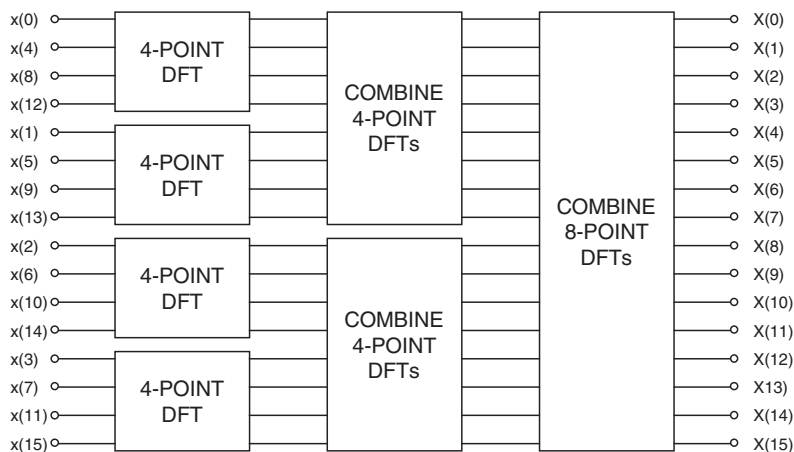 x(0)
x(4)
x(8)
x(12)
x(1)
x(5)
x(9)
x(13)
x(2)
x(6)
x(10)
x(14)
x(3)
x(7)
x(11)
x(15)
4-POINT
DFT
4-POINT
DFT
4-POINT
DFT
4-POINT
DFT
COMBINE
4-POINT
DFTs
COMBINE
4-POINT
DFTs
COMBINE
8-POINT
DFTs
X(0)
X(1)
X(2)
X(3)
X(4)
X(5)
X(6)
X(7)
X(8)
X(9)
X(10)
X(11)
X(12)
X13)
X(14)
X(15)